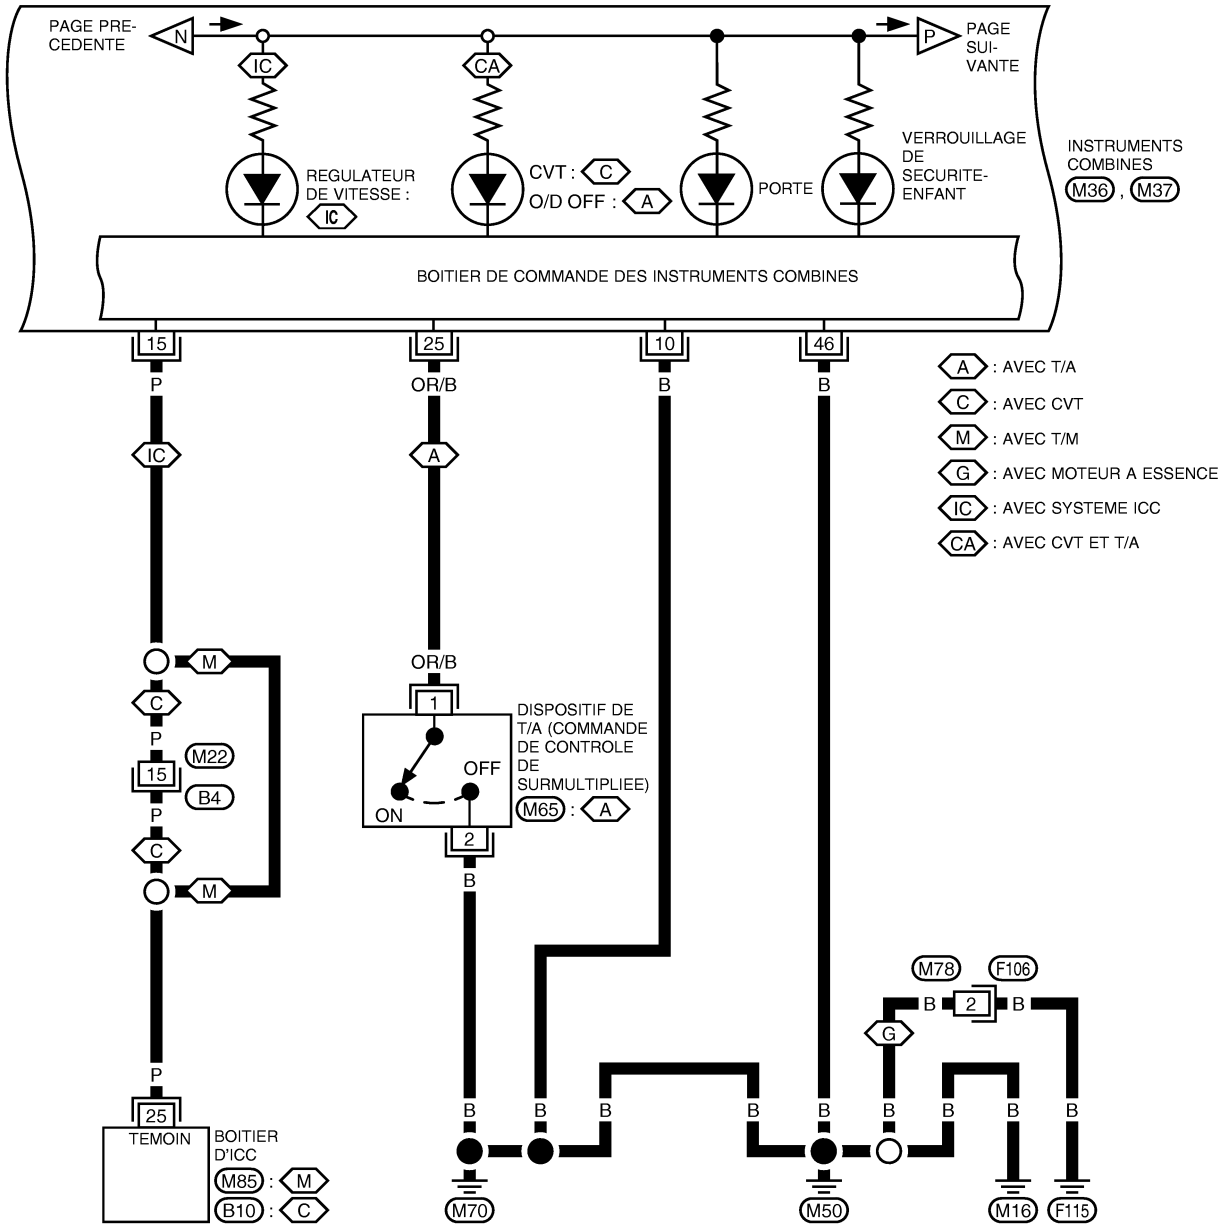 PAGE PRE-
CEDENTE
N
P
PAGE
SUI-
VANTE
IC
CA
REGULATEUR
DE VITESSE :
IC
CVT : C
O/D OFF : A
PORTE
VERROUILLAGE
DE
SECURITE-
ENFANT
INSTRUMENTS
COMBINES
M36 , M37
BOITIER DE COMMANDE DES INSTRUMENTS COMBINES
15
25
10
46
P
OR/B
B
B
A : AVEC T/A
C : AVEC CVT
M : AVEC T/M
G : AVEC MOTEUR A ESSENCE
IC : AVEC SYSTEME ICC
CA : AVEC CVT ET T/A
IC
A
M
OR/B
C
P
M22
15
B4
P
C
M
1
DISPOSITIF DE
T/A (COMMANDE
DE CONTROLE
DE
SURMULTIPLIEE)
M65 : A
OFF
ON
2
B
M78
F106
B
2
B
G
P
B
B
B
B
B
B
B
B
B
25
TEMOIN
BOITIER
D'ICC
M85 : M
B10 : C
M70
M50
M16
F115